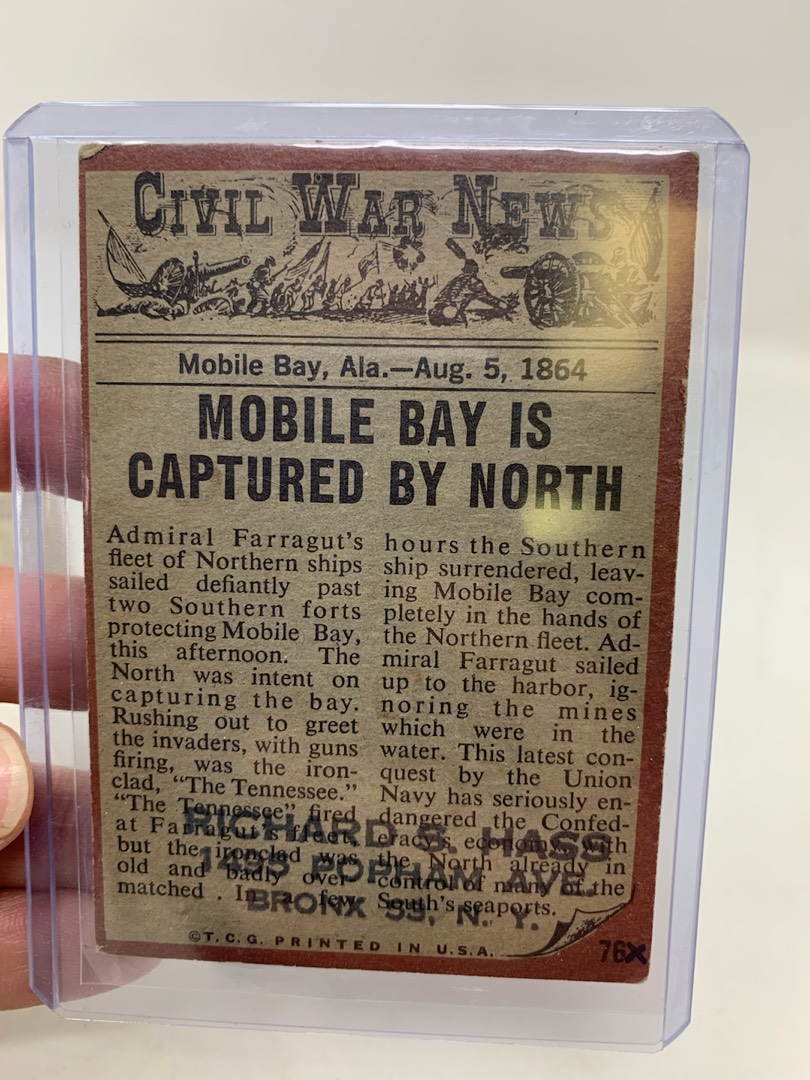 CIVIL WAR NEWS
Mobile Bay, Ala.—Aug. 5, 1864
MOBILE BAY IS
CAPTURED BY NORTH
Admiral Farragut's
fleet of Northern ships
sailed defiantly past
two Southern forts
protecting Mobile Bay,
this afternoon. The
North was intent on
capturing the bay.
Rushing out to greet
the invaders, with guns
firing, was the iron-
clad, "The Tennessee."
"The Tennessee" fired
at Farragut's fleet,
but the ironclad was
old and badly over-
matched . In a few
hours the Southern
ship surrendered, leav-
ing Mobile Bay com-
pletely in the hands of
the Northern fleet. Ad-
miral Farragut sailed
up to the harbor, ig-
noring the mines
which were in the
water. This latest con-
quest by the Union
Navy has seriously en-
dangered the Confed-
eracy's economy, with
the North already in
control of many of the
South's seaports.
RICHARD S. HASS
1495 POPHAM AVE.
BRONX 53, N. Y.
©T.C.G. PRINTED IN U.S.A.
76X